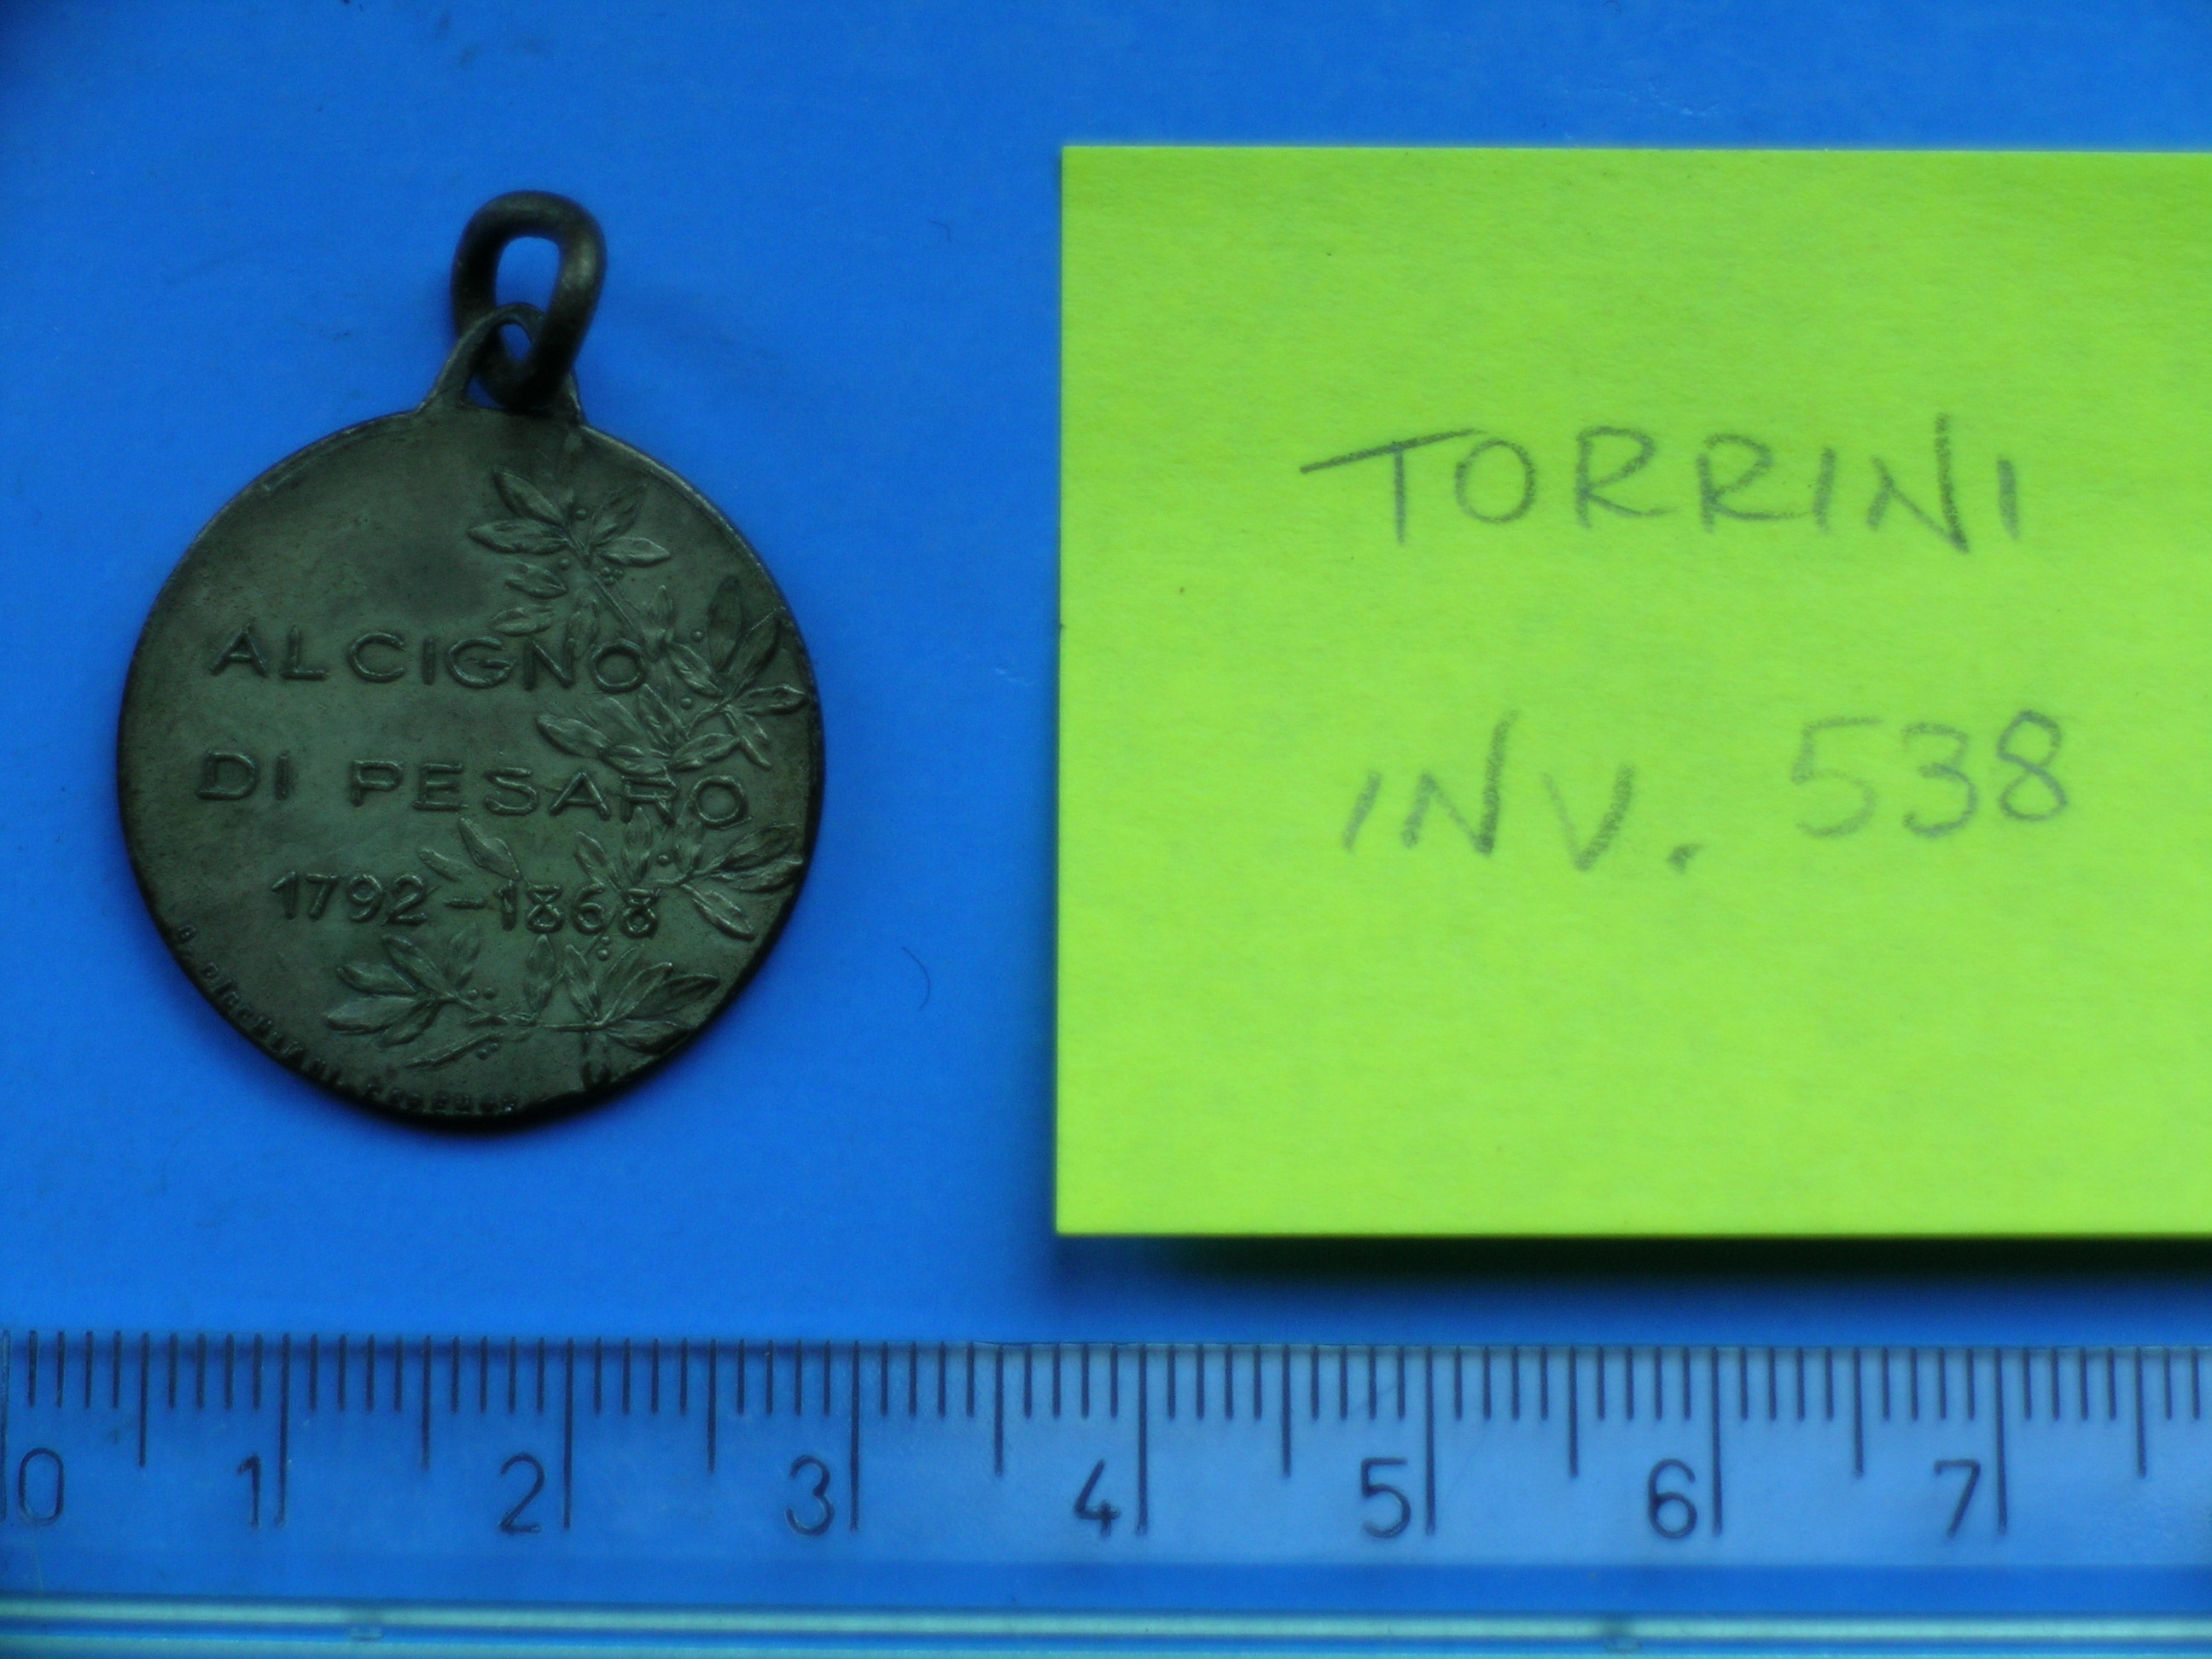 AL CIGNO
DI PESARO
1792-1868
TORRINI
INV. 538
0 1 2 3 4 5 6 7